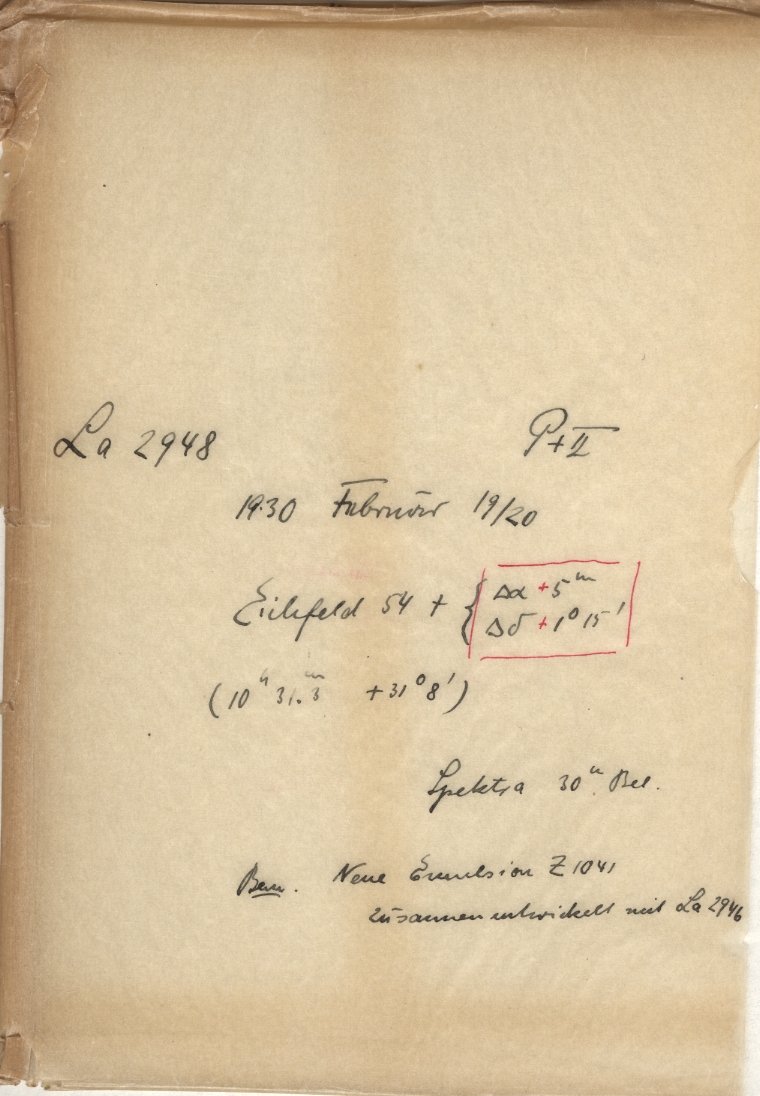 La 2948 P+II
1930 Februar 19/20
Eichfeld 54 + { Δα +5ᵐ
Δδ +1° 15'
(10ʰ 31.3ᵐ +31° 8')
Spektra 30ᵐ Bel.
Bem. Neue Emulsion Z 1041
zusammen entwickelt mit La 2946